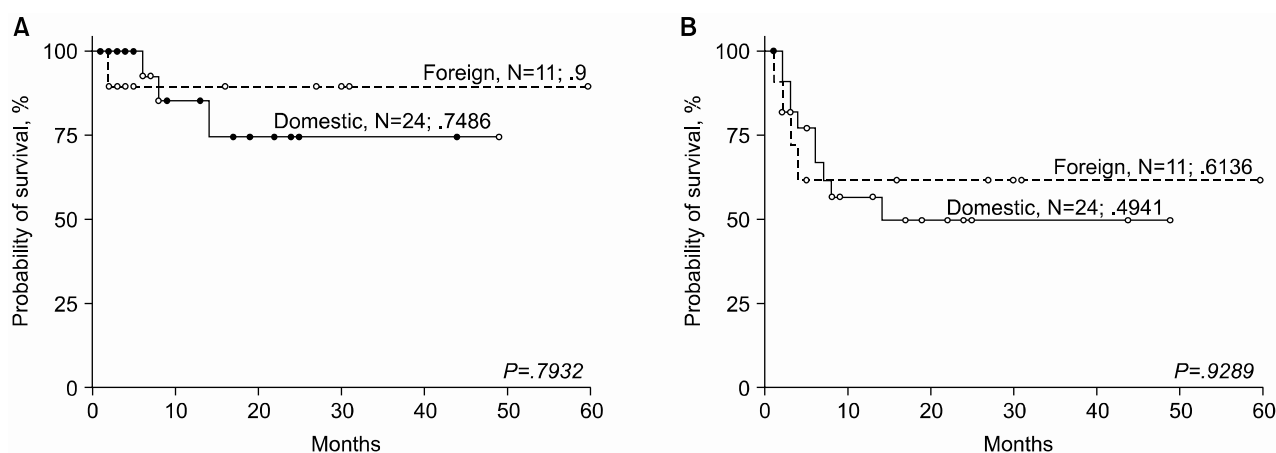 A
Probability of survival, %
100
75
50
25
0
Foreign, N=11; .9
Domestic, N=24; .7486
P=.7932
0 10 20 30 40 50 60
Months
B
Probability of survival, %
100
75
50
25
0
Foreign, N=11; .6136
Domestic, N=24; .4941
P=.9289
0 10 20 30 40 50 60
Months